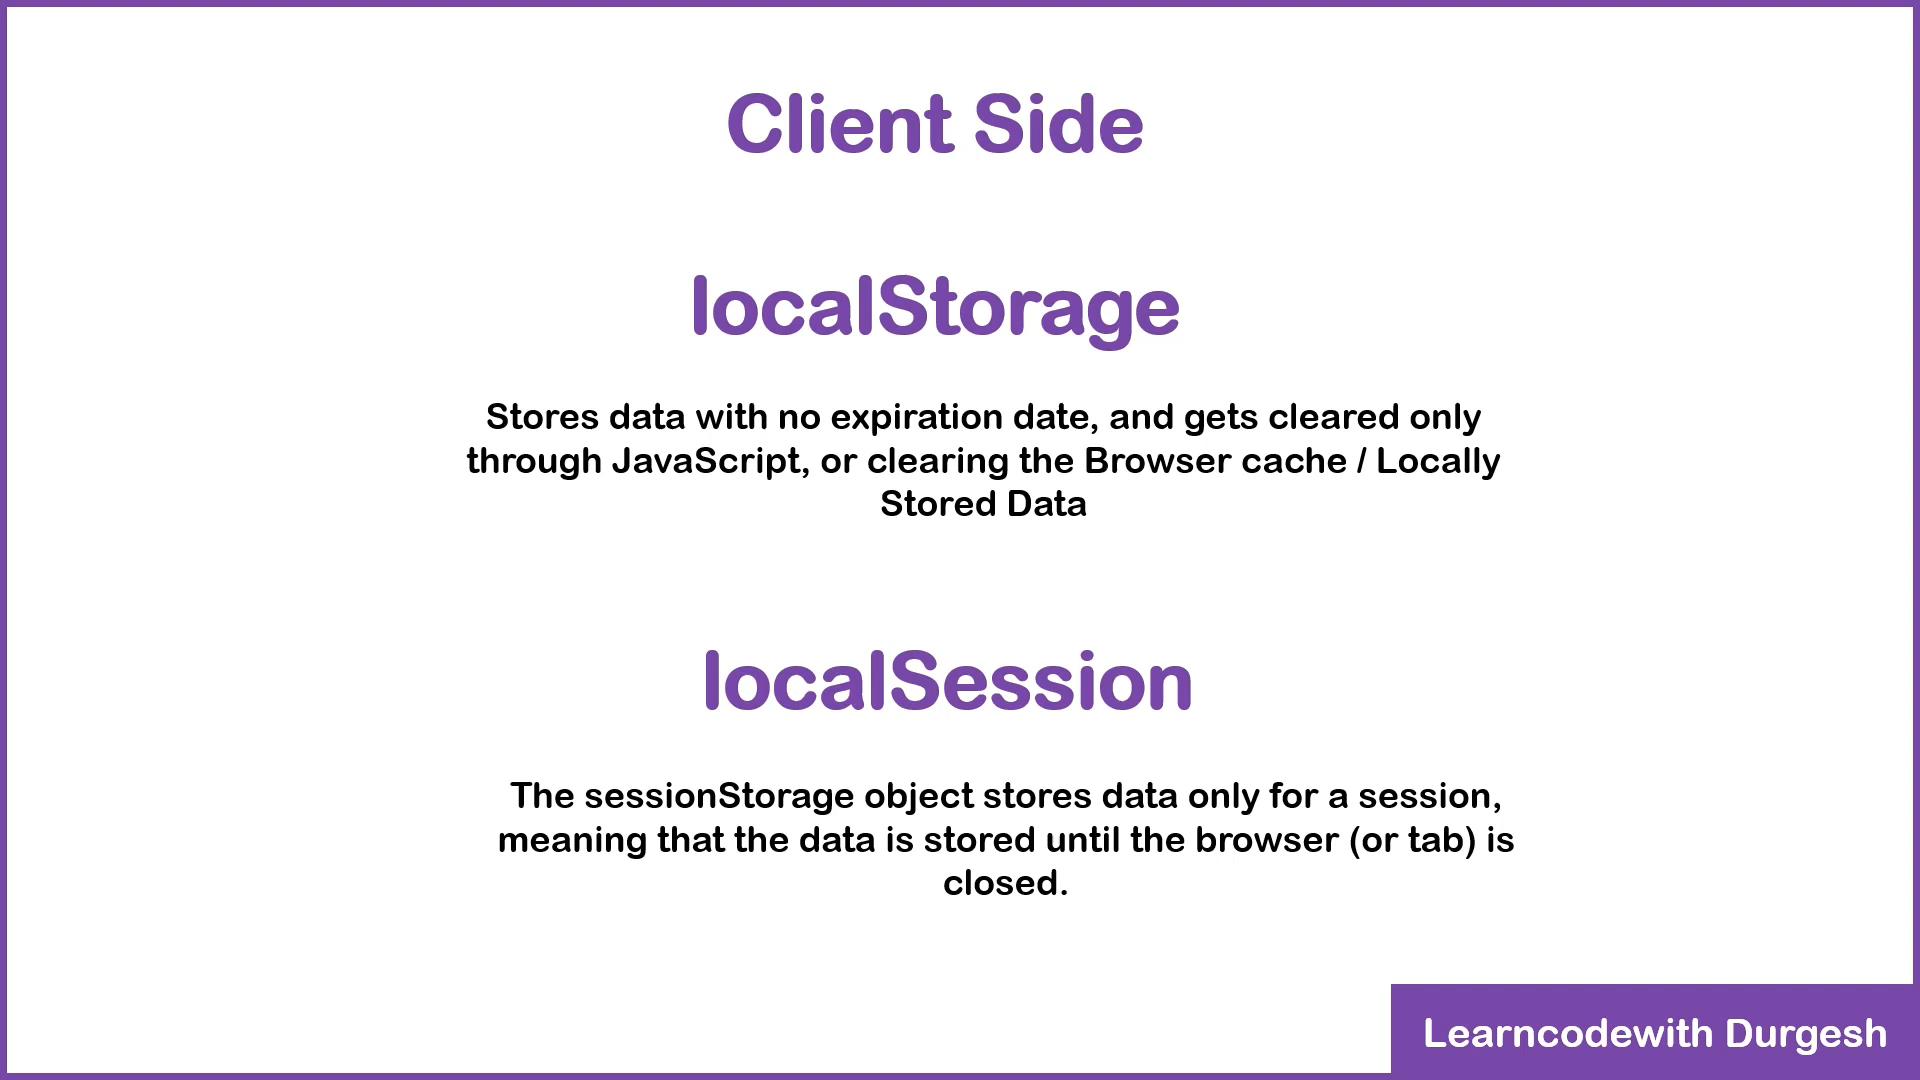 Client Side
localStorage
Stores data with no expiration date, and gets cleared only
through JavaScript, or clearing the Browser cache / Locally
Stored Data
localSession
The sessionStorage object stores data only for a session,
meaning that the data is stored until the browser (or tab) is
closed.
Learncodewith Durgesh